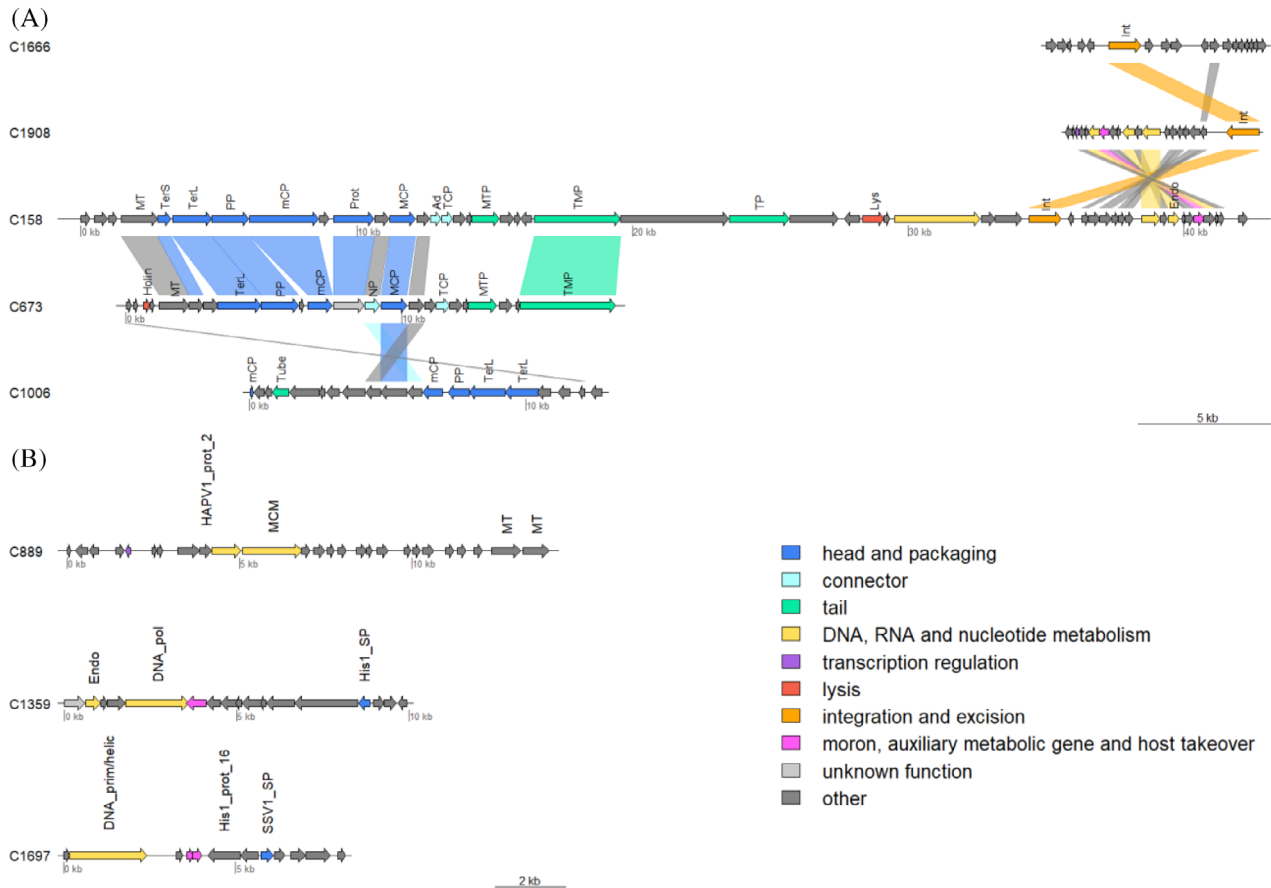 (A)
C1666
Int
C1908
Int
C158
MT TerS TerL PP mCP Prot MCP Ad TCP MTP TMP TP Lys Int Endo
0 kb 10 kb 20 kb 30 kb 40 kb
C673
Holin MT TerL PP mCP NP MCP TCP MTP TMP
0 kb 10 kb
C1006
mCP Tube mCP PP TerL TerL
0 kb 10 kb
5 kb
(B)
C889
HAPV1_prot_2 MCM MT MT
0 kb 5 kb 10 kb
C1359
Endo DNA_pol His1_SP
0 kb 5 kb 10 kb
C1697
DNA_prim/helic His1_prot_16 SSV1_SP
0 kb 5 kb
2 kb
head and packaging
connector
tail
DNA, RNA and nucleotide metabolism
transcription regulation
lysis
integration and excision
moron, auxiliary metabolic gene and host takeover
unknown function
other